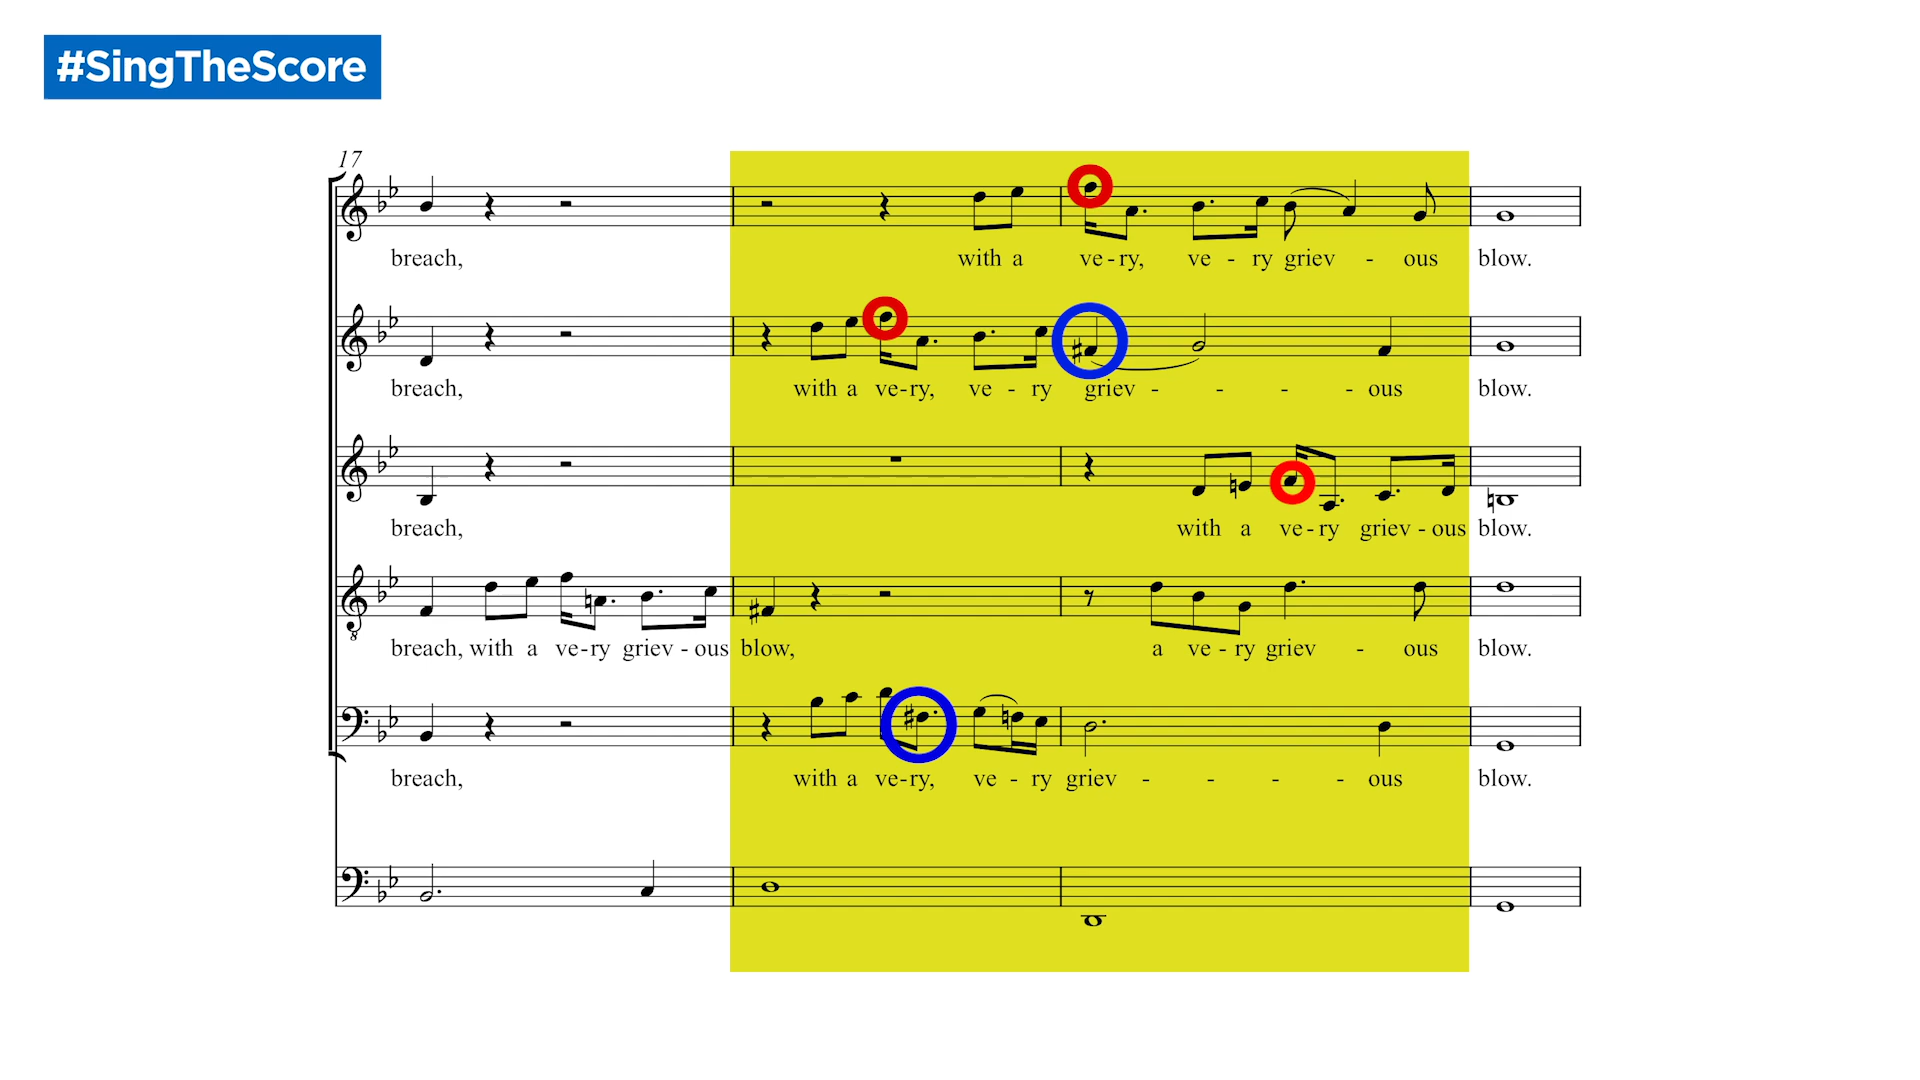 #SingTheScore
17
breach, with a ve - ry, ve - ry griev - ous blow.
breach, with a ve - ry, ve - ry griev - - - - ous blow.
breach, with a ve - ry griev - ous blow.
8
breach, with a ve - ry griev - ous blow, a ve - ry griev - ous blow.
breach, with a ve - ry, ve - ry griev - - - - ous blow.